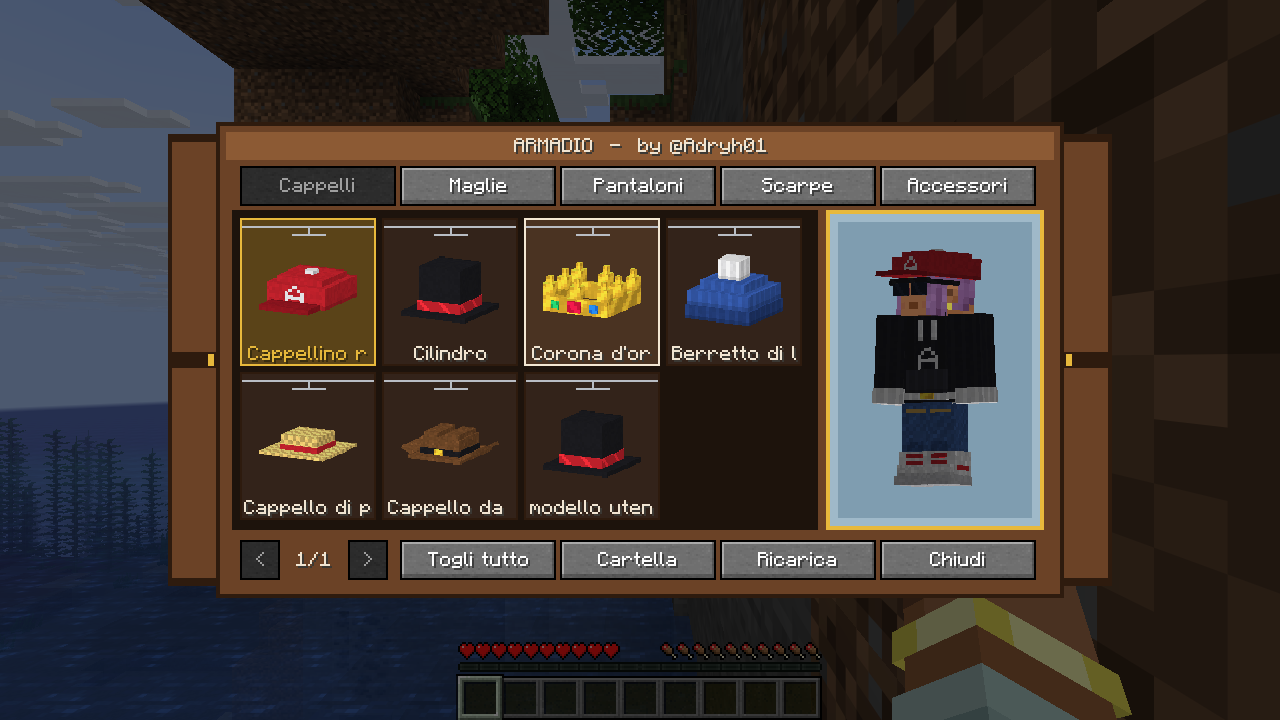 ARMADIO - by @Adryh01
Cappelli Maglie Pantaloni Scarpe Accessori
Cappellino r Cilindro Corona d'or Berretto di l
Cappello di p Cappello da modello uten
< 1/1 > Togli tutto Cartella Ricarica Chiudi